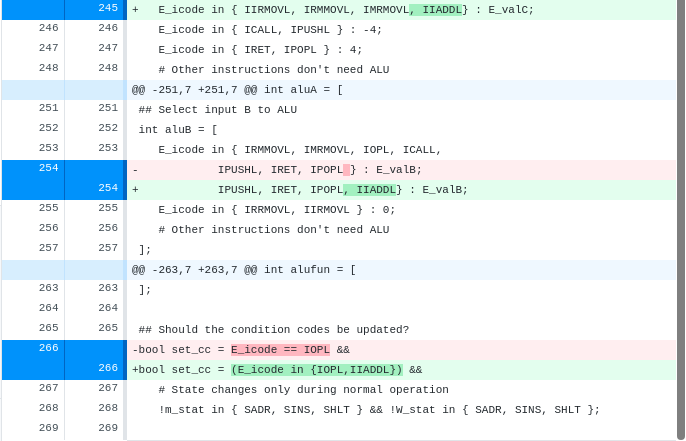 245 +   E_icode in { IIRMOVL, IRMMOVL, IMRMOVL, IIADDL} : E_valC;
246 246     E_icode in { ICALL, IPUSHL } : -4;
247 247     E_icode in { IRET, IPOPL } : 4;
248 248     # Other instructions don't need ALU
@@ -251,7 +251,7 @@ int aluA = [
251 251  ## Select input B to ALU
252 252  int aluB = [
253 253     E_icode in { IRMMOVL, IMRMOVL, IOPL, ICALL,
254 -            IPUSHL, IRET, IPOPL } : E_valB;
254 +            IPUSHL, IRET, IPOPL, IIADDL} : E_valB;
255 255     E_icode in { IRRMOVL, IIRMOVL } : 0;
256 256     # Other instructions don't need ALU
257 257  ];
@@ -263,7 +263,7 @@ int alufun = [
263 263  ];
264 264
265 265  ## Should the condition codes be updated?
266 -bool set_cc = E_icode == IOPL &&
266 +bool set_cc = (E_icode in {IOPL,IIADDL}) &&
267 267     # State changes only during normal operation
268 268     !m_stat in { SADR, SINS, SHLT } && !W_stat in { SADR, SINS, SHLT };
269 269